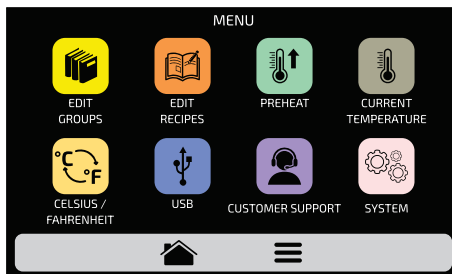 MENU
EDIT
GROUPS
EDIT
RECIPES
PREHEAT
CURRENT
TEMPERATURE
°C
°F
CELSIUS /
FAHRENHEIT
USB
CUSTOMER SUPPORT
SYSTEM